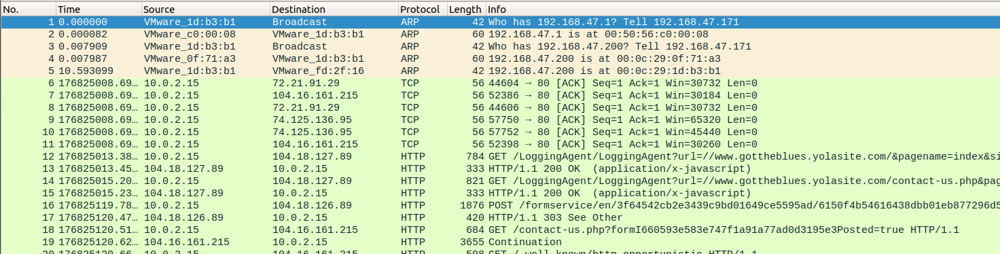 No. Time Source Destination Protocol Length Info
1 0.000000 VMware_1d:b3:b1 Broadcast ARP 42 Who has 192.168.47.1? Tell 192.168.47.171
2 0.000082 VMware_c0:00:08 VMware_1d:b3:b1 ARP 60 192.168.47.1 is at 00:50:56:c0:00:08
3 0.007909 VMware_1d:b3:b1 Broadcast ARP 42 Who has 192.168.47.200? Tell 192.168.47.171
4 0.007987 VMware_0f:71:a3 VMware_1d:b3:b1 ARP 60 192.168.47.200 is at 00:0c:29:0f:71:a3
5 10.593099 VMware_1d:b3:b1 VMware_fd:2f:16 ARP 42 192.168.47.200 is at 00:0c:29:1d:b3:b1
6 176825008.69… 10.0.2.15 72.21.91.29 TCP 56 44604 → 80 [ACK] Seq=1 Ack=1 Win=30732 Len=0
7 176825008.69… 10.0.2.15 104.16.161.215 TCP 56 52386 → 80 [ACK] Seq=1 Ack=1 Win=30184 Len=0
8 176825008.69… 10.0.2.15 72.21.91.29 TCP 56 44606 → 80 [ACK] Seq=1 Ack=1 Win=30732 Len=0
9 176825008.69… 10.0.2.15 74.125.136.95 TCP 56 57750 → 80 [ACK] Seq=1 Ack=1 Win=65320 Len=0
10 176825008.69… 10.0.2.15 74.125.136.95 TCP 56 57752 → 80 [ACK] Seq=1 Ack=1 Win=45440 Len=0
11 176825008.69… 10.0.2.15 104.16.161.215 TCP 56 52398 → 80 [ACK] Seq=1 Ack=1 Win=30260 Len=0
12 176825013.38… 10.0.2.15 104.18.127.89 HTTP 784 GET /LoggingAgent/LoggingAgent?url=//www.gottheblues.yolasite.com/&pagename=index&si
13 176825013.45… 104.18.127.89 10.0.2.15 HTTP 333 HTTP/1.1 200 OK (application/x-javascript)
14 176825015.20… 10.0.2.15 104.18.127.89 HTTP 821 GET /LoggingAgent/LoggingAgent?url=//www.gottheblues.yolasite.com/contact-us.php&pag
15 176825015.23… 104.18.127.89 10.0.2.15 HTTP 333 HTTP/1.1 200 OK (application/x-javascript)
16 176825119.78… 10.0.2.15 104.18.126.89 HTTP 1876 POST /formservice/en/3f64542cb2e3439c9bd01649ce5595ad/6150f4b54616438dbb01eb877296d5
17 176825120.47… 104.18.126.89 10.0.2.15 HTTP 420 HTTP/1.1 303 See Other
18 176825120.51… 10.0.2.15 104.16.161.215 HTTP 684 GET /contact-us.php?formI660593e583e747f1a91a77ad0d3195e3Posted=true HTTP/1.1
19 176825120.62… 104.16.161.215 10.0.2.15 HTTP 3655 Continuation
20 176825120.66… 10.0.2.15 104.16.161.215 HTTP 598 GET /.well-known/http-opportunistic HTTP/1.1